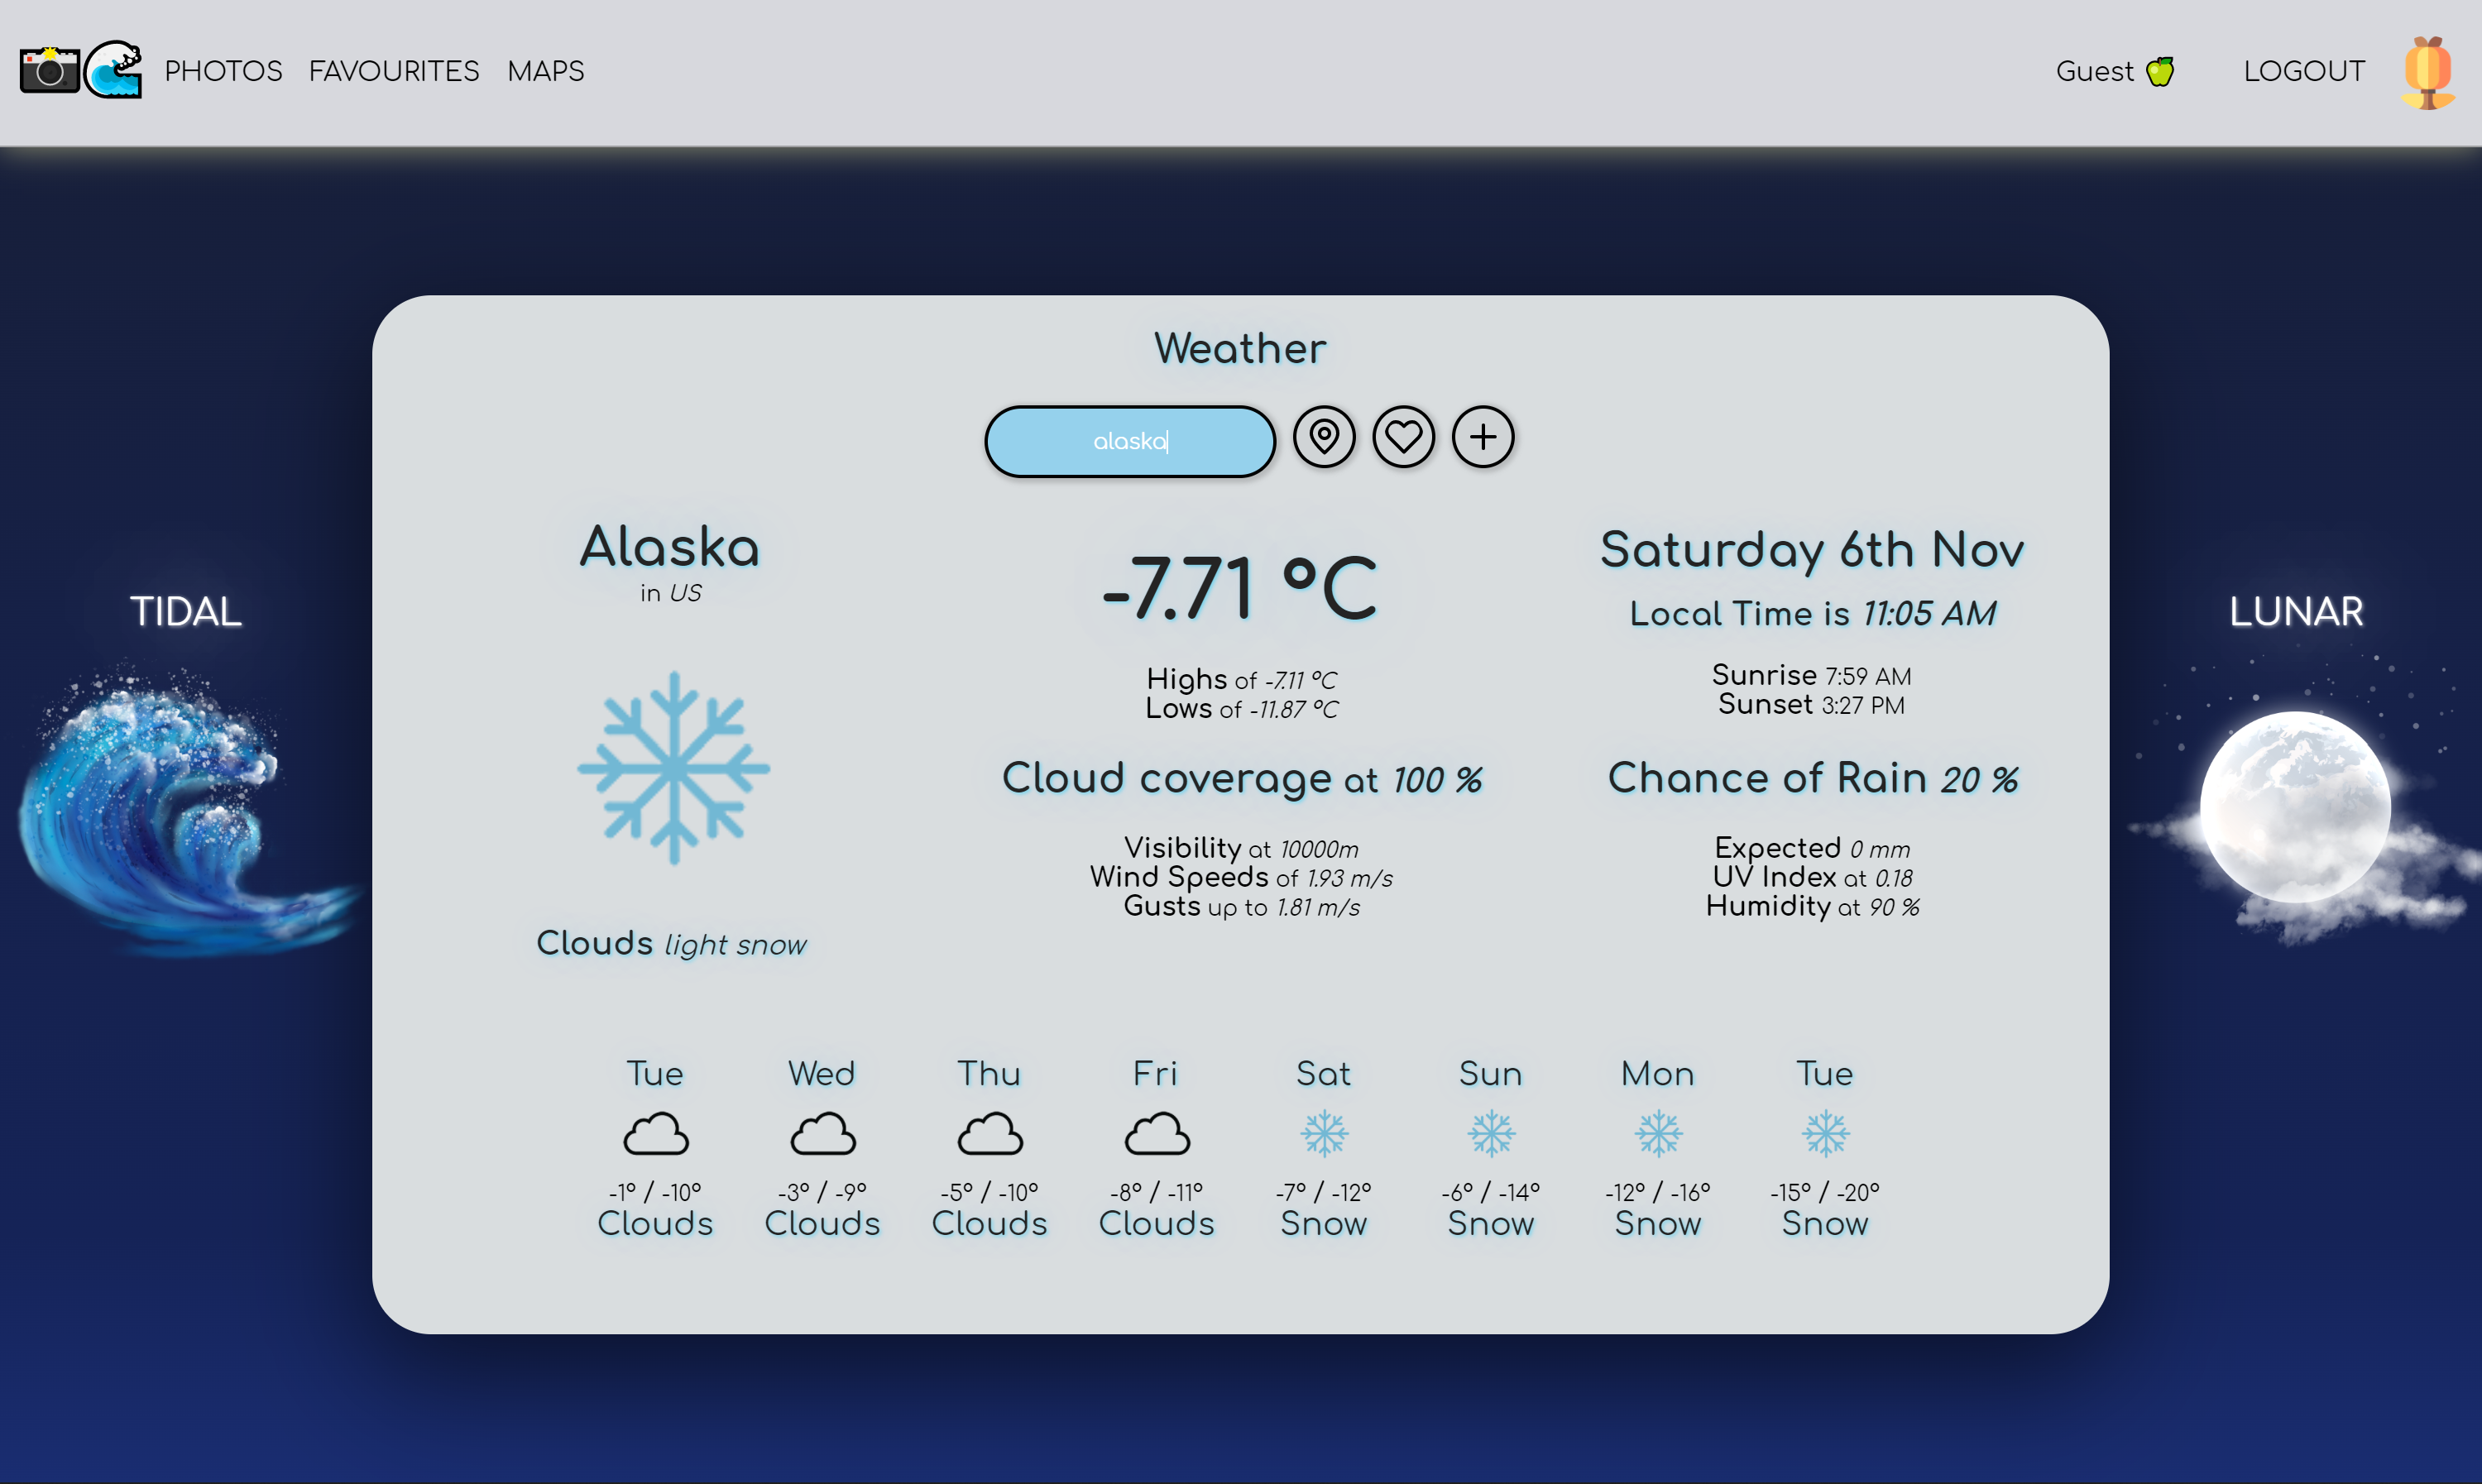 PHOTOS FAVOURITES MAPS Guest LOGOUT
Weather
alaska
Alaska
in US
Clouds light snow
-7.71 °C
Highs of -7.11 °C
Lows of -11.87 °C
Cloud coverage at 100 %
Visibility at 10000m
Wind Speeds of 1.93 m/s
Gusts up to 1.81 m/s
Saturday 6th Nov
Local Time is 11:05 AM
Sunrise 7:59 AM
Sunset 3:27 PM
Chance of Rain 20 %
Expected 0 mm
UV Index at 0.18
Humidity at 90 %
TIDAL
LUNAR
Tue Wed Thu Fri Sat Sun Mon Tue
-1° / -10° -3° / -9° -5° / -10° -8° / -11° -7° / -12° -6° / -14° -12° / -16° -15° / -20°
Clouds Clouds Clouds Clouds Snow Snow Snow Snow